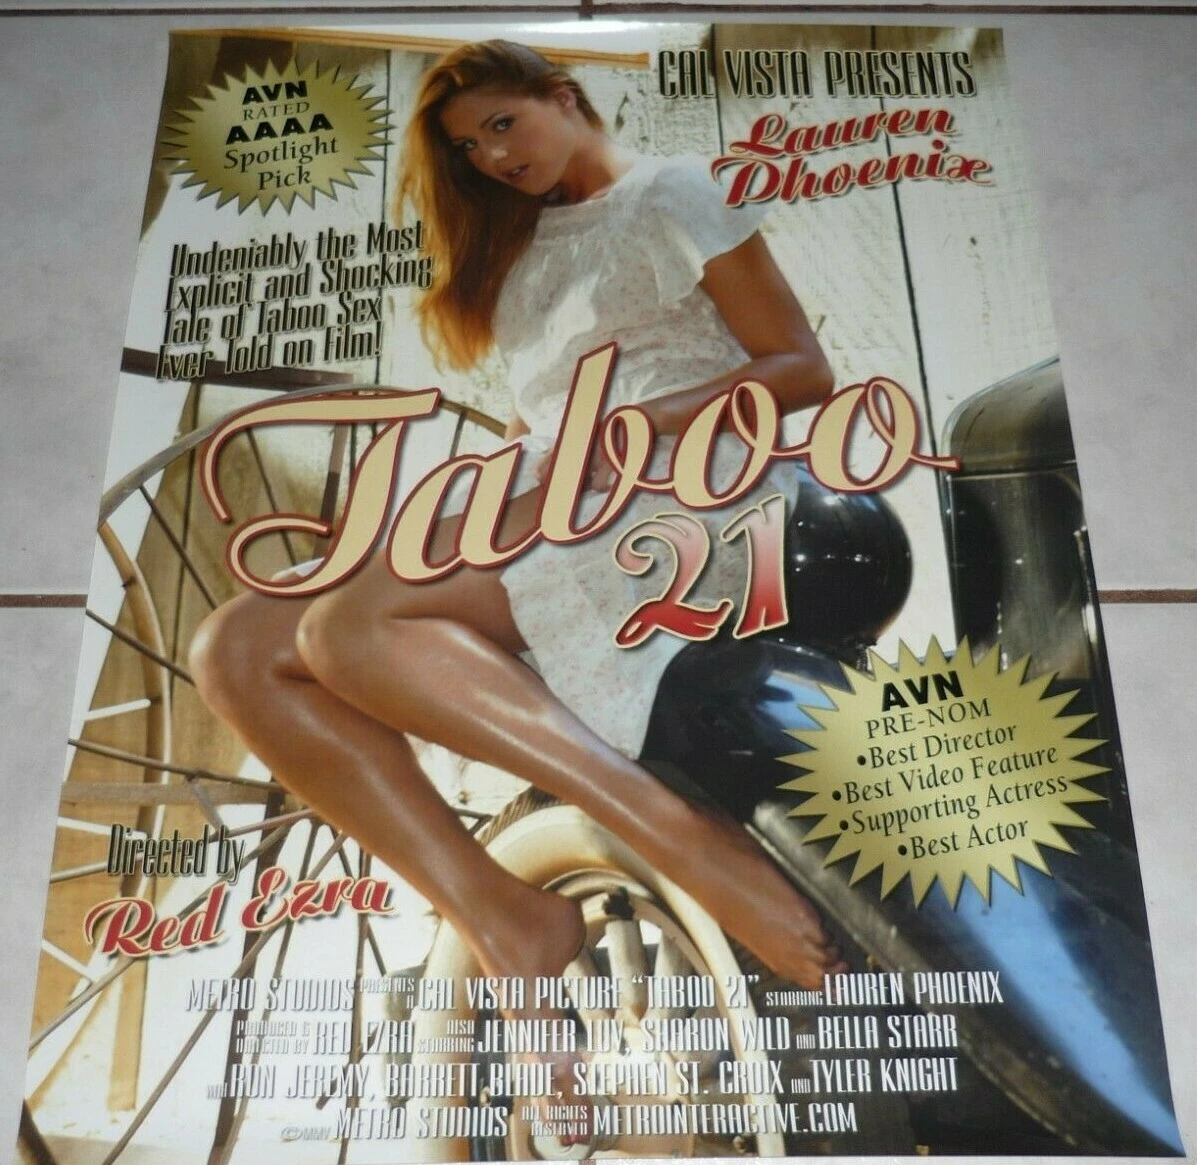 AVN
RATED
AAAA
Spotlight
Pick
CAL VISTA PRESENTS
Lauren
Phoenix
Undeniably the Most
Explicit and Shocking
Tale of Taboo Sex
Ever Told on Film!
Taboo
21
AVN
PRE-NOM
•Best Director
•Best Video Feature
•Supporting Actress
•Best Actor
Directed by
Red Ezra
METRO STUDIOS PRESENTS A CAL VISTA PICTURE "TABOO 21" STARRING LAUREN PHOENIX
PRODUCED & DIRECTED BY RED EZRA ALSO STARRING JENNIFER LUV, SHARON WILD AND BELLA STARR
WITH RON JEREMY, BARRETT BLADE, STEPHEN ST. CROIX AND TYLER KNIGHT
©MMV METRO STUDIOS ALL RIGHTS RESERVED METROINTERACTIVE.COM